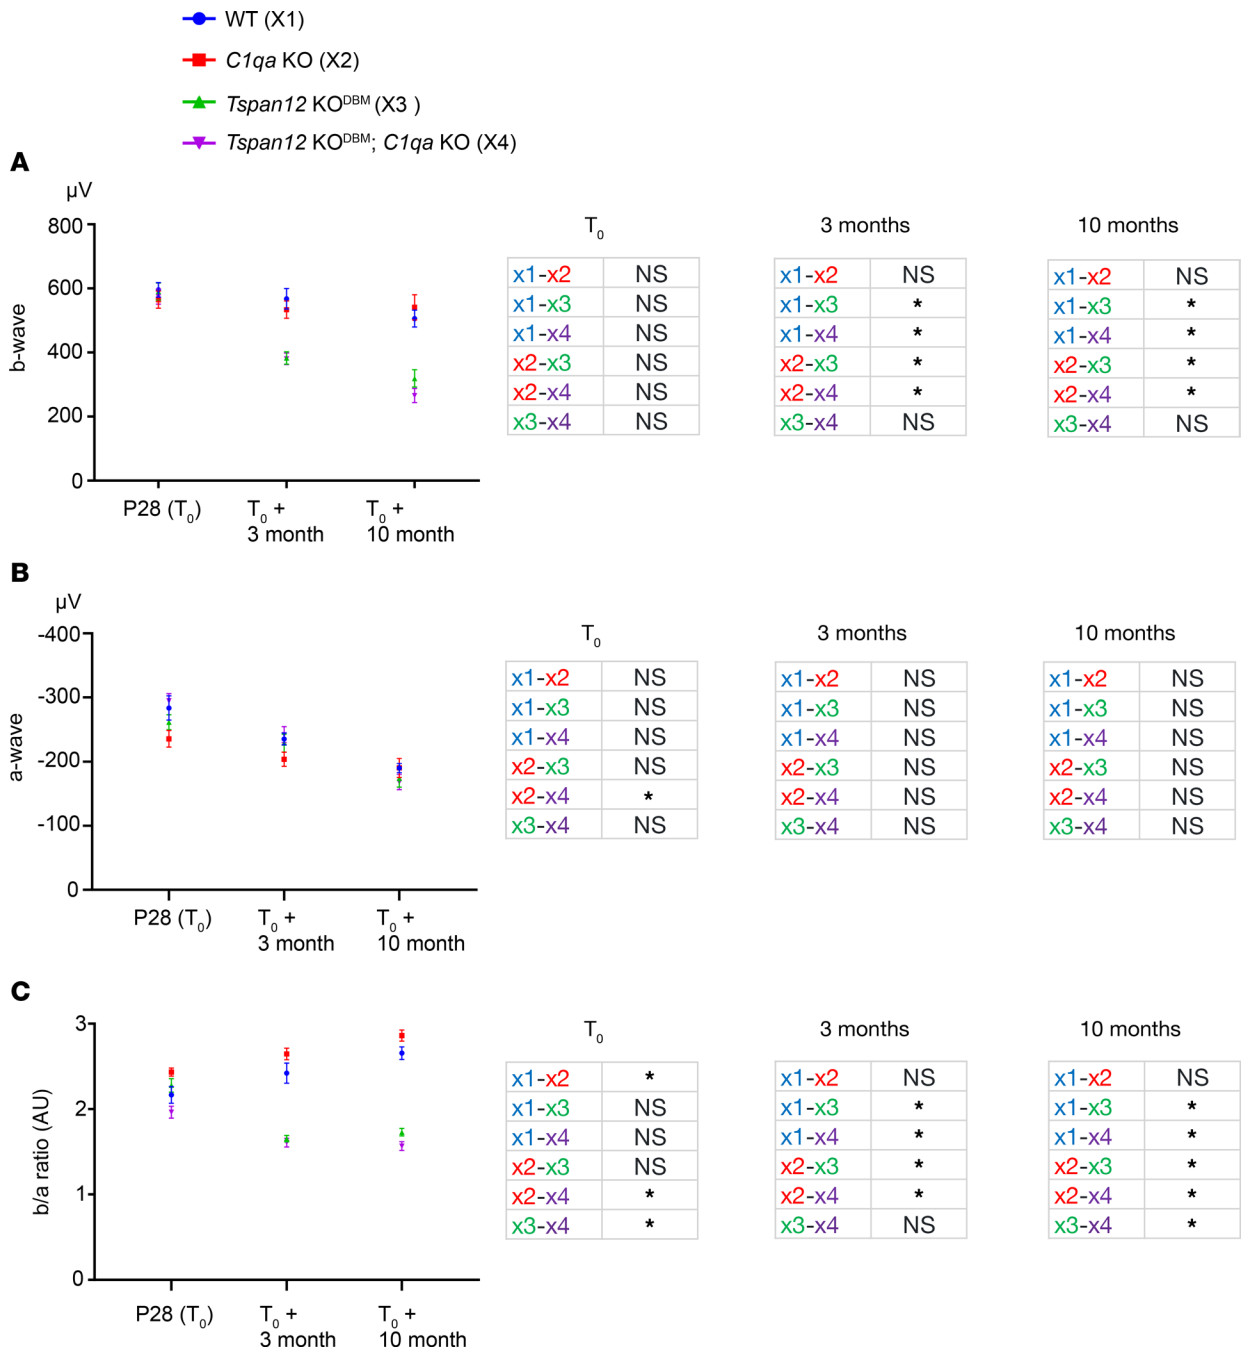 WT (X1)
C1qa KO (X2)
Tspan12 KO^DBM (X3 )
Tspan12 KO^DBM; C1qa KO (X4)
A
µV
b-wave
800
600
400
200
0
P28 (T₀)
T₀ +
3 month
T₀ +
10 month
T₀
x1-x2 NS
x1-x3 NS
x1-x4 NS
x2-x3 NS
x2-x4 NS
x3-x4 NS
3 months
x1-x2 NS
x1-x3 *
x1-x4 *
x2-x3 *
x2-x4 *
x3-x4 NS
10 months
x1-x2 NS
x1-x3 *
x1-x4 *
x2-x3 *
x2-x4 *
x3-x4 NS
B
µV
a-wave
-400
-300
-200
-100
0
P28 (T₀)
T₀ +
3 month
T₀ +
10 month
T₀
x1-x2 NS
x1-x3 NS
x1-x4 NS
x2-x3 NS
x2-x4 *
x3-x4 NS
3 months
x1-x2 NS
x1-x3 NS
x1-x4 NS
x2-x3 NS
x2-x4 NS
x3-x4 NS
10 months
x1-x2 NS
x1-x3 NS
x1-x4 NS
x2-x3 NS
x2-x4 NS
x3-x4 NS
C
b/a ratio (AU)
3
2
1
0
P28 (T₀)
T₀ +
3 month
T₀ +
10 month
T₀
x1-x2 *
x1-x3 NS
x1-x4 NS
x2-x3 NS
x2-x4 *
x3-x4 *
3 months
x1-x2 NS
x1-x3 *
x1-x4 *
x2-x3 *
x2-x4 *
x3-x4 NS
10 months
x1-x2 NS
x1-x3 *
x1-x4 *
x2-x3 *
x2-x4 *
x3-x4 *